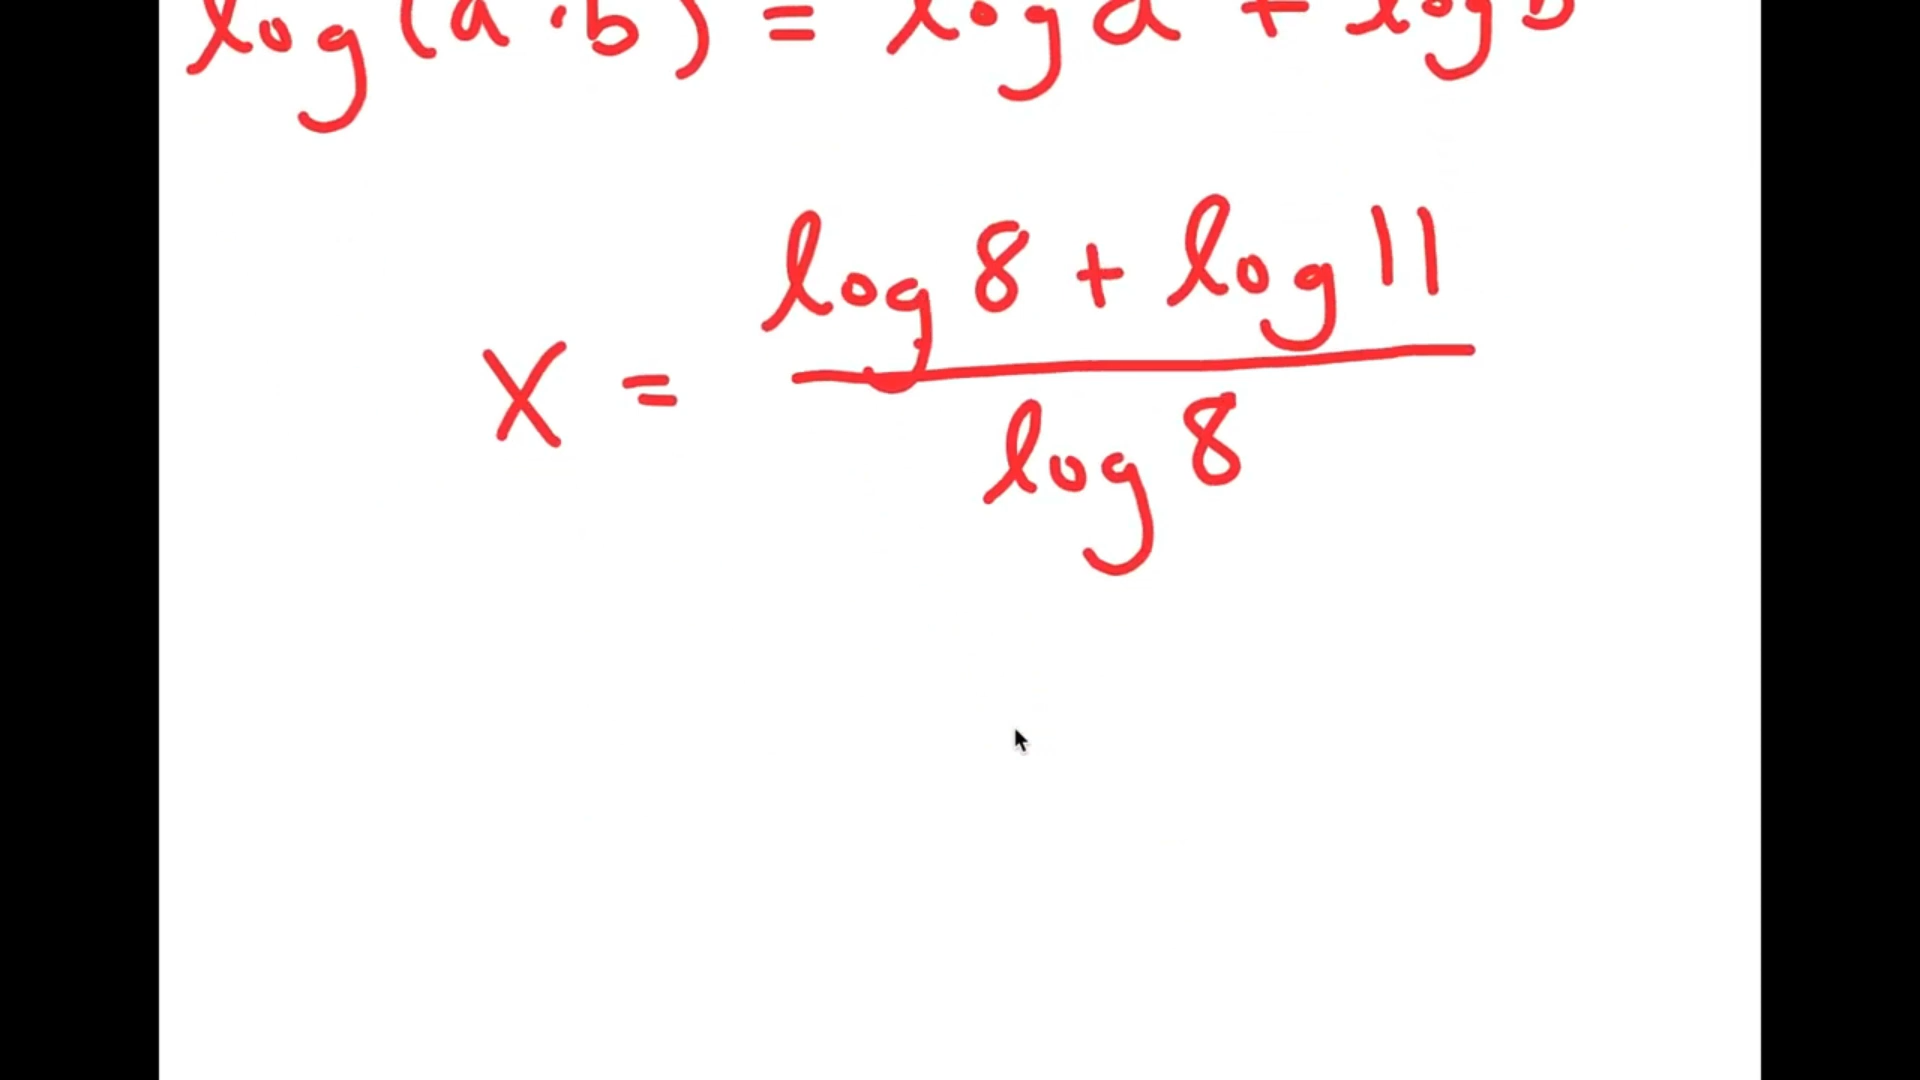 log(a·b) = log a + log b
x = (log 8 + log 11) / log 8